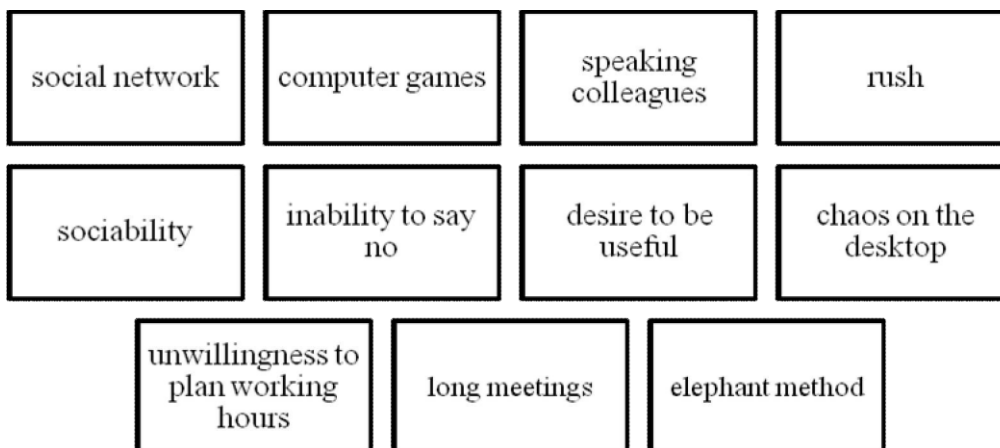 social network
computer games
speaking
colleagues
rush
sociability
inability to say
no
desire to be
useful
chaos on the
desktop
unwillingness to
plan working
hours
long meetings
elephant method